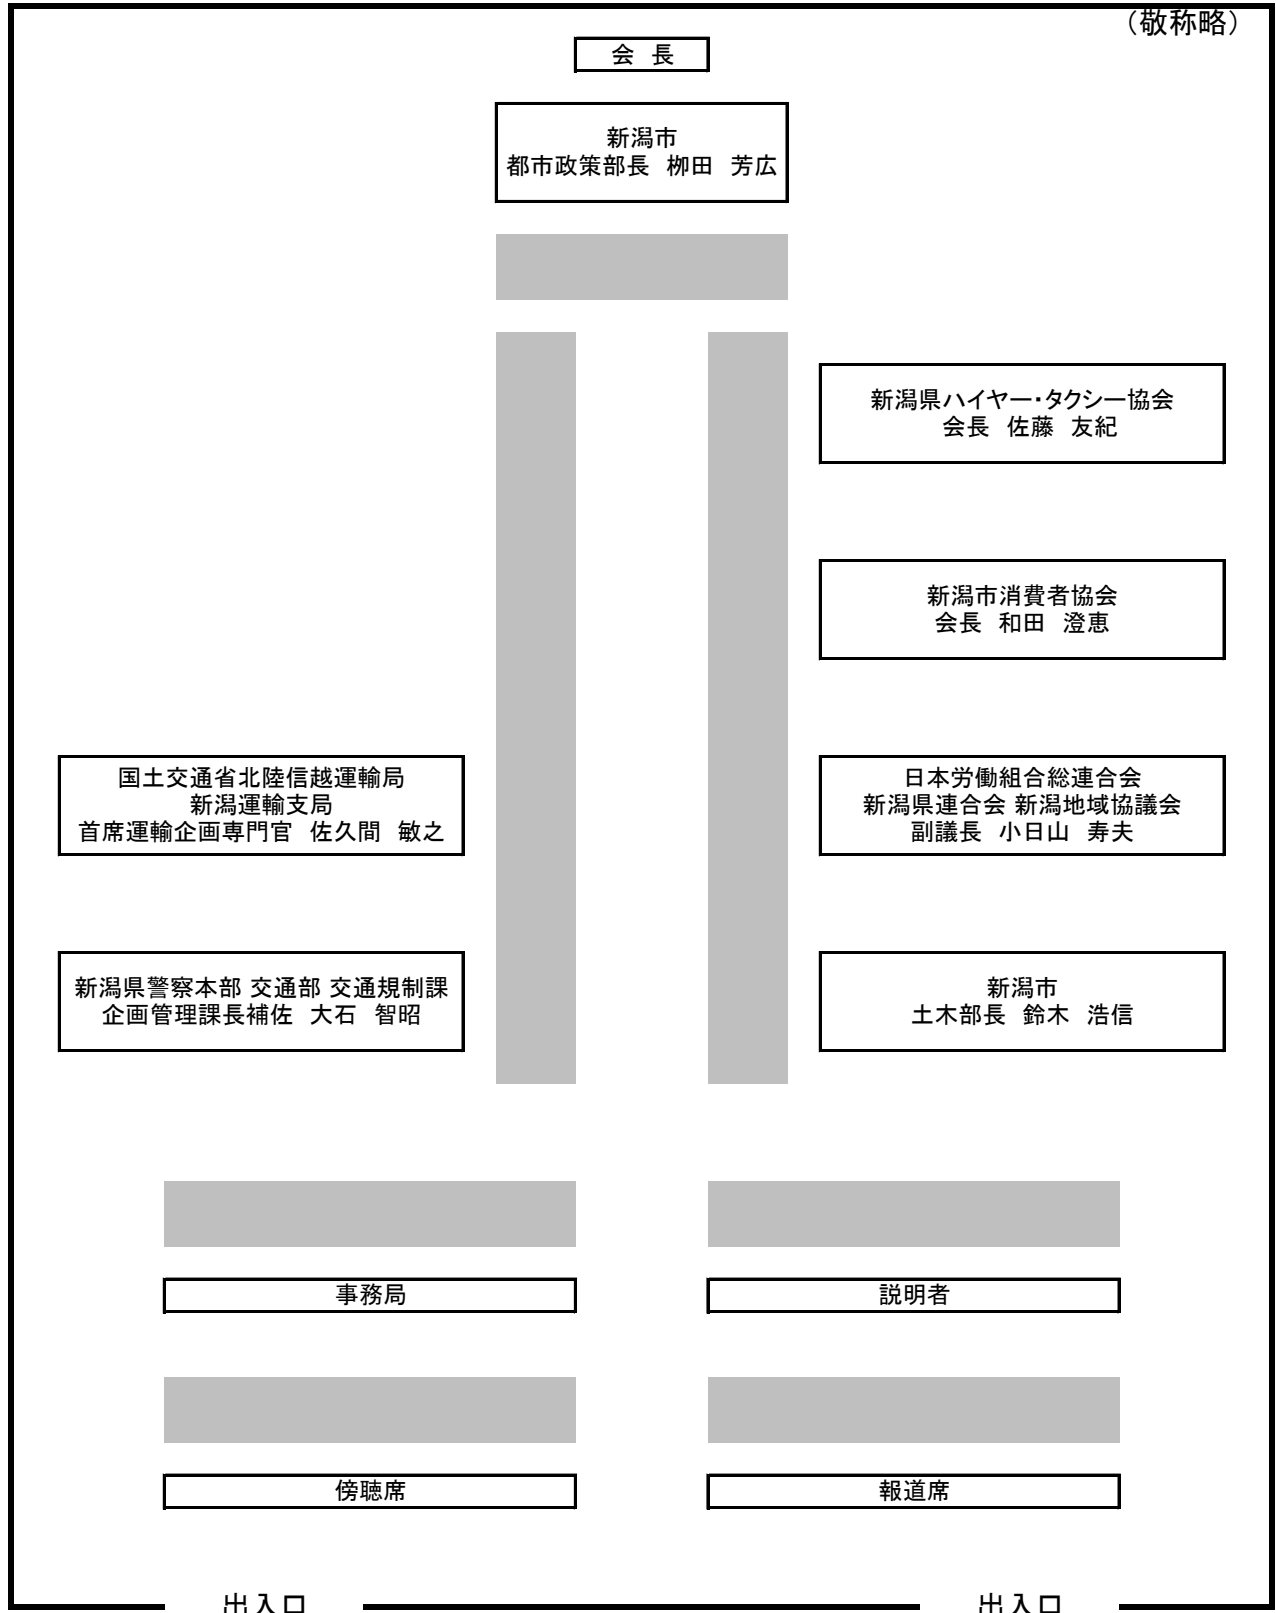 （敬称略）
会 長
新潟市
都市政策部長 栁田 芳広
新潟県ハイヤー・タクシー協会
会長 佐藤 友紀
新潟市消費者協会
会長 和田 澄恵
国土交通省北陸信越運輸局
新潟運輸支局
首席運輸企画専門官 佐久間 敏之
日本労働組合総連合会
新潟県連合会 新潟地域協議会
副議長 小日山 寿夫
新潟県警察本部 交通部 交通規制課
企画管理課長補佐 大石 智昭
新潟市
土木部長 鈴木 浩信
事務局
説明者
傍聴席
報道席
出入口
出入口